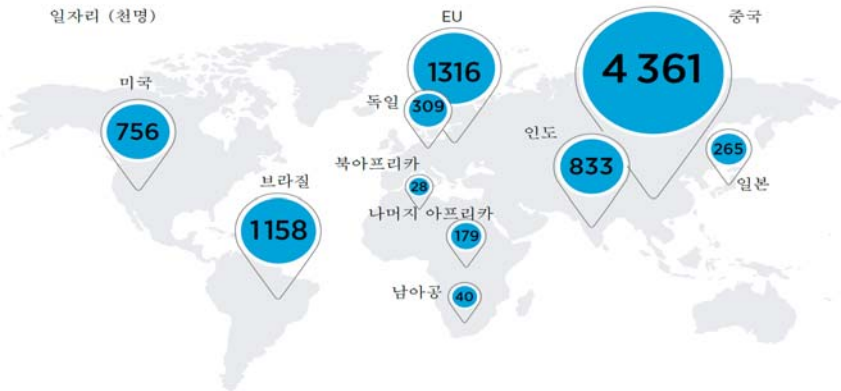 일자리 (천명)
EU
중국
1316
4 361
미국
독일
309
756
인도
265
북아프리카
833
일본
브라질
28
나머지 아프리카
1158
179
남아공
40